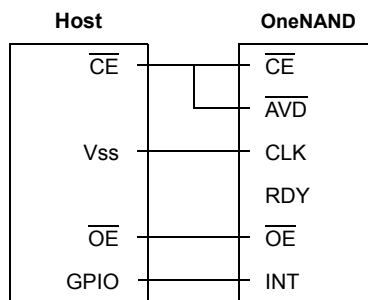 Host OneNAND
CE CE
AVD
Vss CLK
RDY
OE OE
GPIO INT